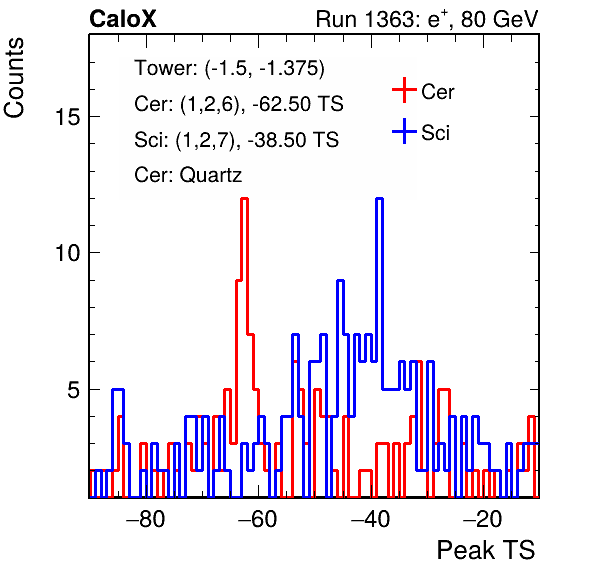 CaloX Run 1363: e⁺, 80 GeV
Counts
Tower: (-1.5, -1.375)
Cer: (1,2,6), -62.50 TS
Sci: (1,2,7), -38.50 TS
Cer: Quartz
Cer
Sci
15
10
5
−80 −60 −40 −20
Peak TS